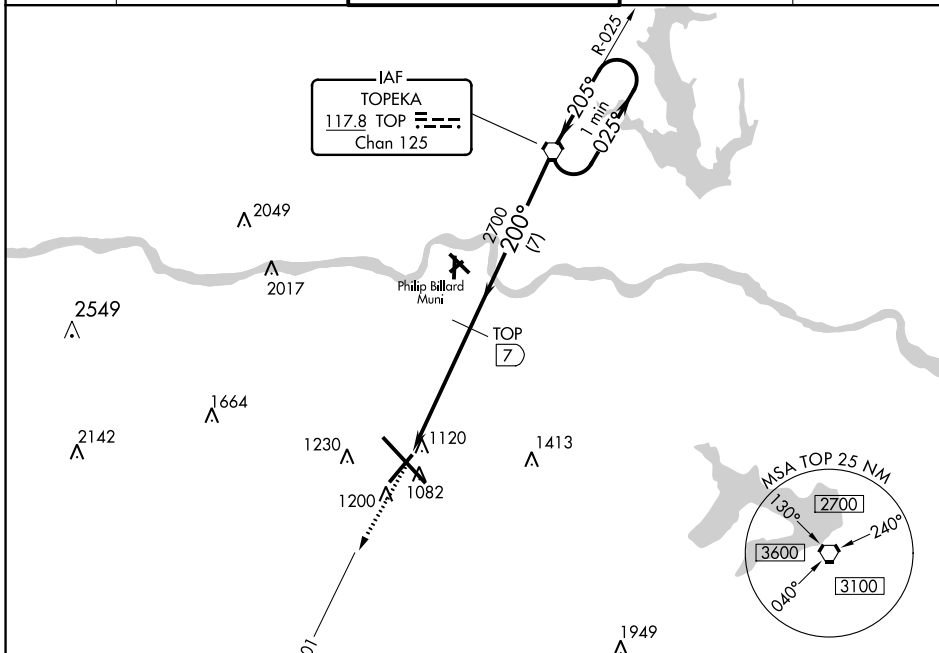 R-025
IAF
TOPEKA
117.8 TOP
Chan 125
205°
1 min
025°
2700
200°
(7)
2049
2017
Philip Billard
Muni
2549
TOP
7
1664
2142
1230
1120
1413
1200
1082
MSA TOP 25 NM
130°
2700
240°
3600
040°
3100
1949